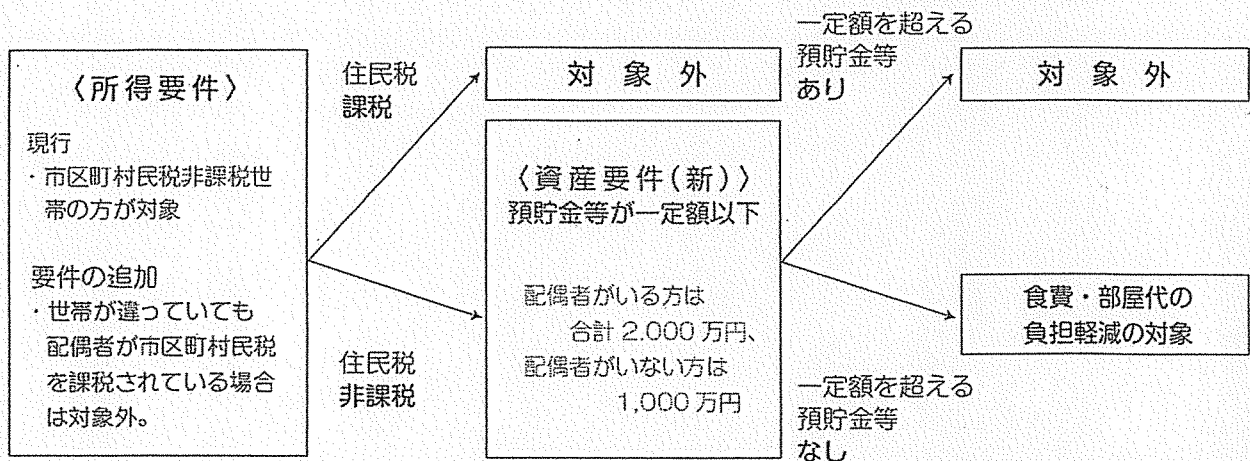 〈所得要件〉
現行
・市区町村民税非課税世
帯の方が対象
要件の追加
・世帯が違っていても
配偶者が市区町村民税
を課税されている場合
は対象外。
住民税
課税
住民税
非課税
対象外
〈資産要件(新)〉
預貯金等が一定額以下
配偶者がいる方は
合計 2.000 万円、
配偶者がいない方は
1,000 万円
一定額を超える
預貯金等
あり
一定額を超える
預貯金等
なし
対象外
食費・部屋代の
負担軽減の対象